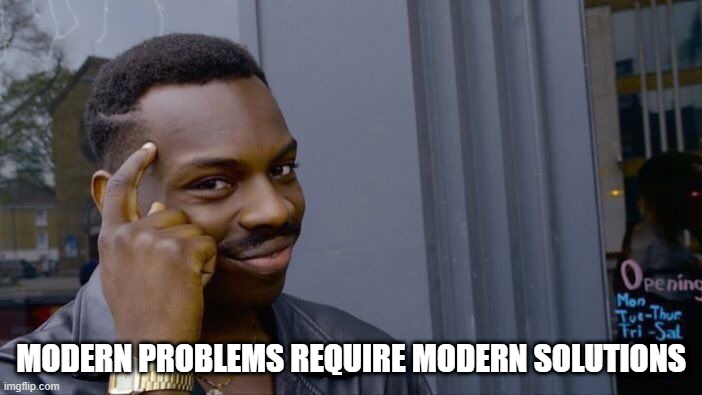 Opening
Mon
Tue-Thur
Fri-Sat
MODERN PROBLEMS REQUIRE MODERN SOLUTIONS
imgflip.com